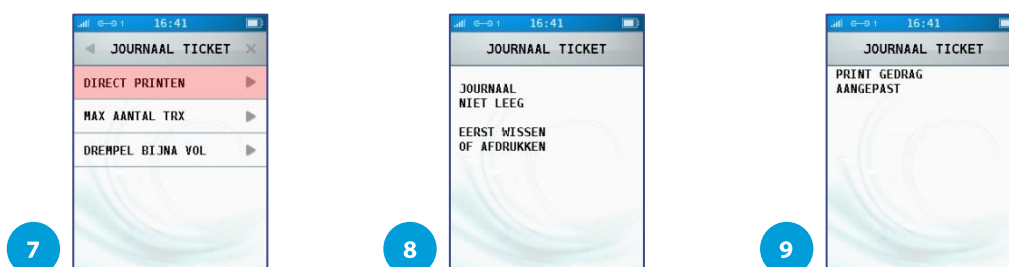 16:41
JOURNAAL TICKET
DIRECT PRINTEN
MAX AANTAL TRX
DREMPEL BIJNA VOL
7
16:41
JOURNAAL TICKET
JOURNAAL
NIET LEEG
EERST WISSEN
OF AFDRUKKEN
8
16:41
JOURNAAL TICKET
PRINT GEDRAG
AANGEPAST
9